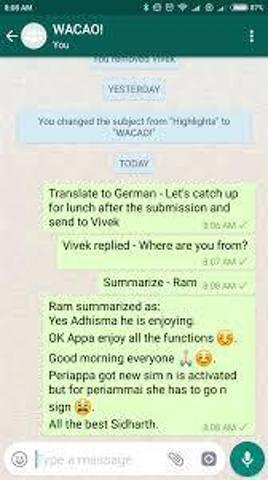 8:08 AM 87%
WACAO!
You
You removed Vivek
YESTERDAY
You changed the subject from "Highlights" to
"WACAO!"
TODAY
Translate to German - Let's catch up
for lunch after the submission and
send to Vivek
8:06 AM
Vivek replied - Where are you from?
8:07 AM
Summarize - Ram 8:08 AM
Ram summarized as:
Yes Adhisma he is enjoying.
OK Appa enjoy all the functions 😄.
Good morning everyone 🙏☺️.
Periappa got new sim n is activated
but for periammai she has to go n
sign 😫.
All the best Sidharth. 8:08 AM
Type a message